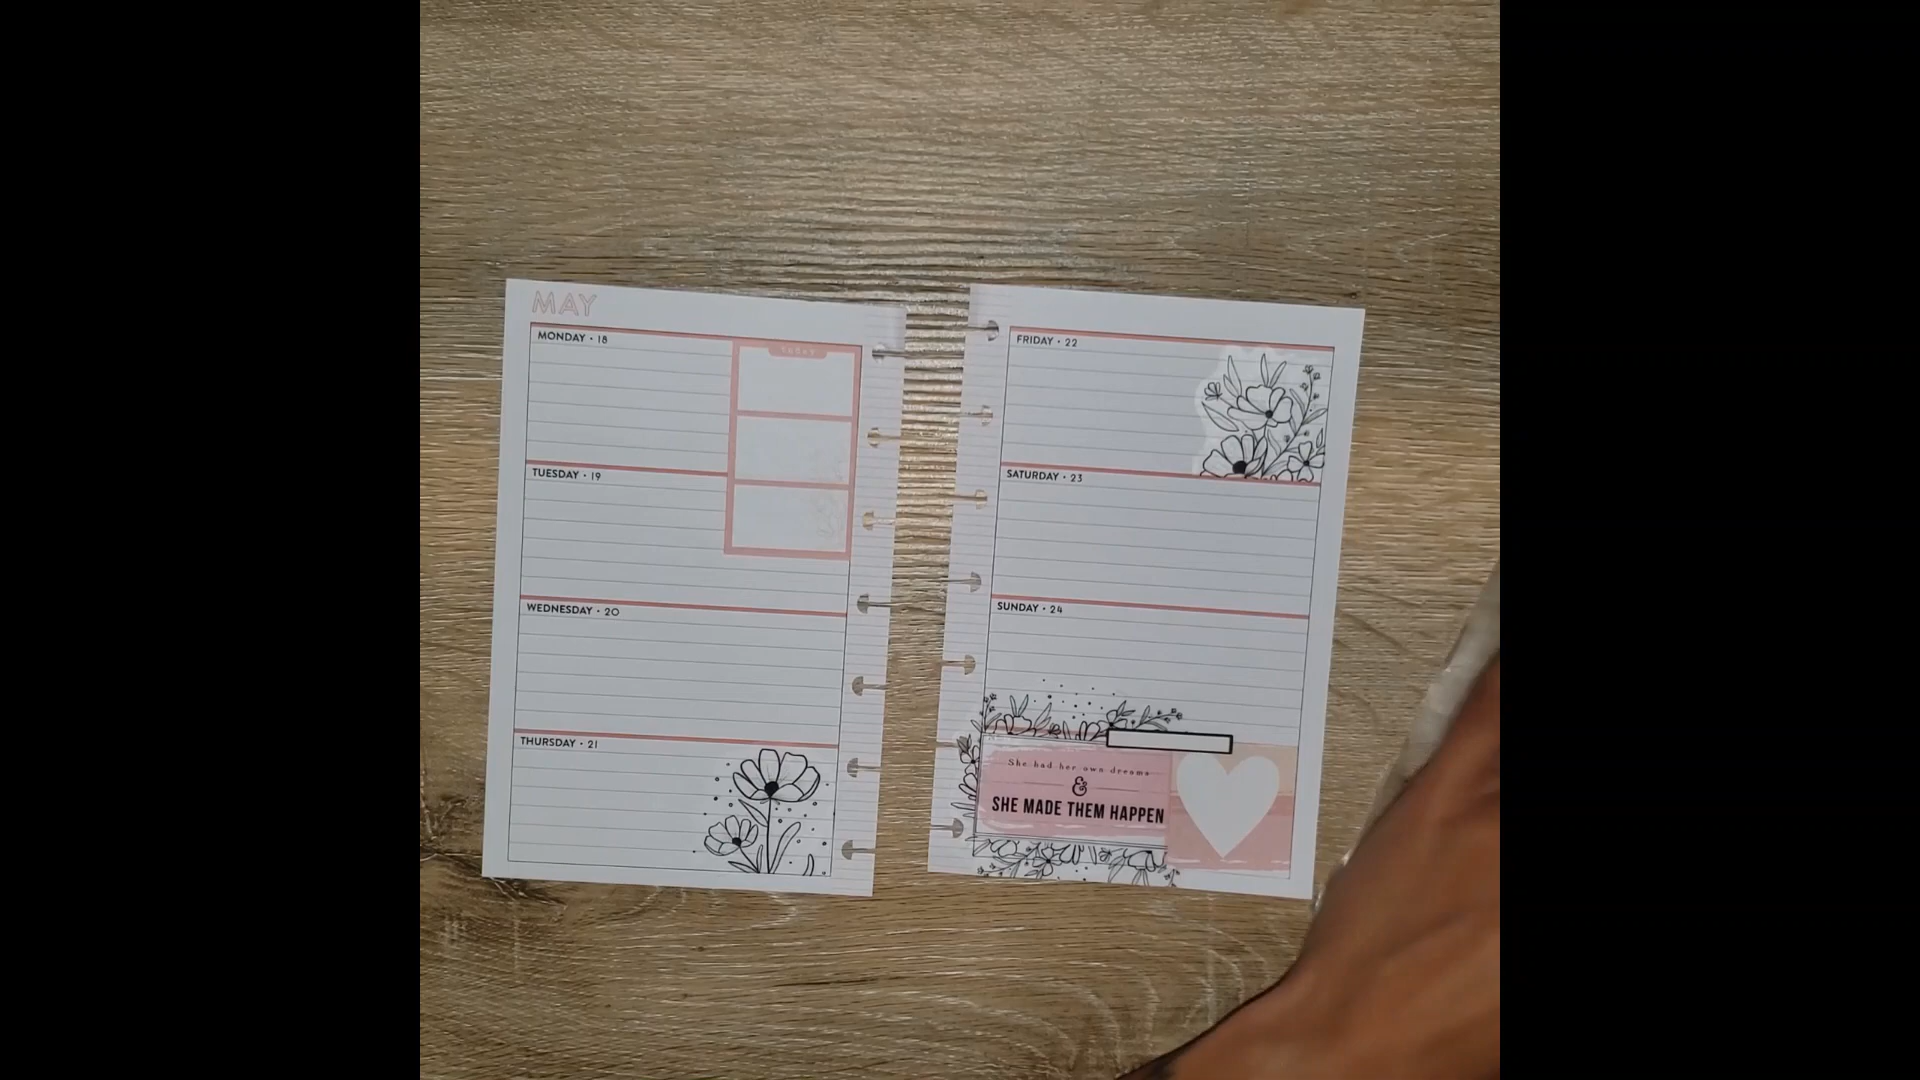 MAY
MONDAY · 18
TODAY
TUESDAY · 19
WEDNESDAY · 20
THURSDAY · 21
FRIDAY · 22
SATURDAY · 23
SUNDAY · 24
She had her own dreams
&
SHE MADE THEM HAPPEN